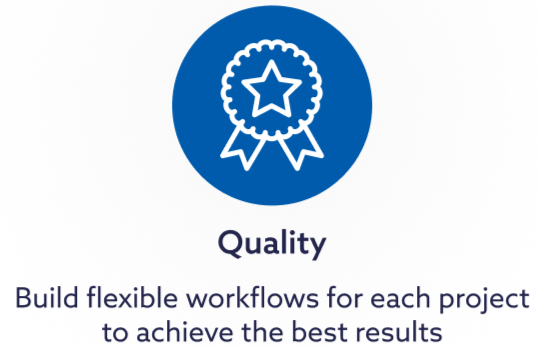 Quality
Build flexible workflows for each project
to achieve the best results